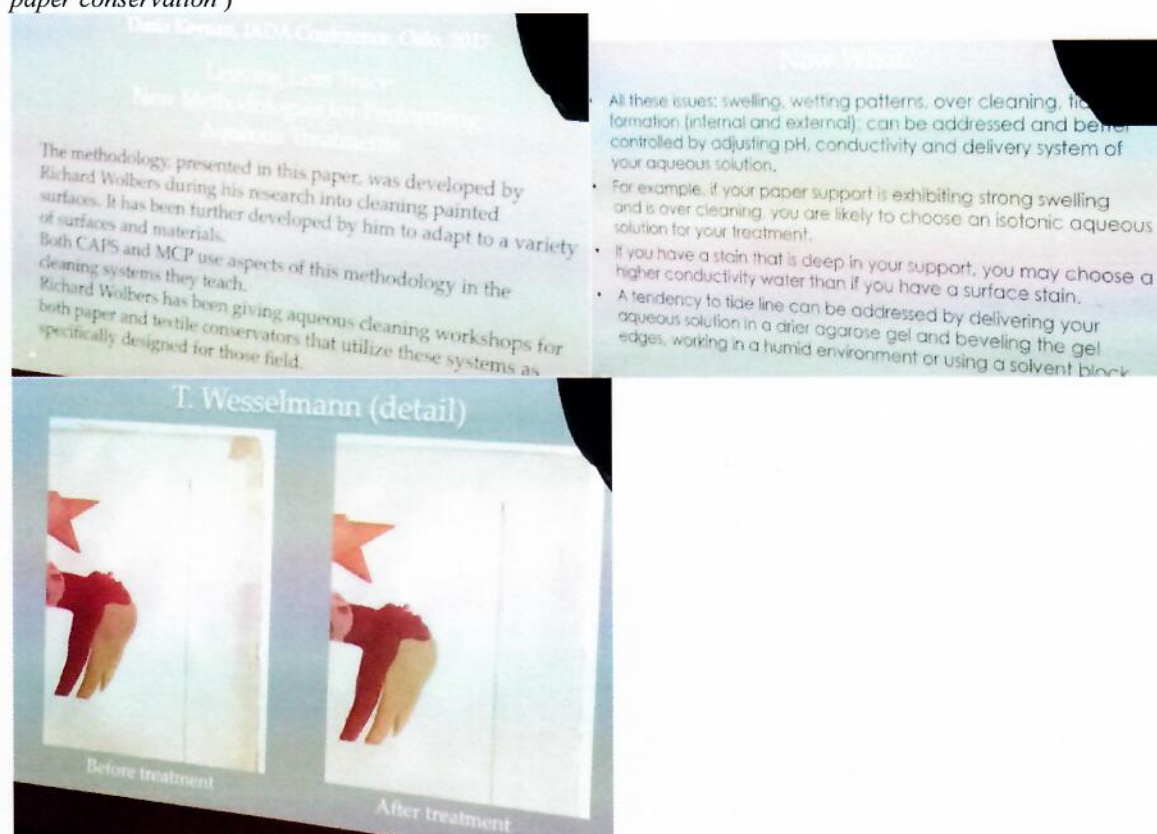 paper conservation')
Daria Keynan, IADA Conference, Oslo, 2017
Leaving Less Trace:
New Methodologies for Performing
Aqueous Treatments
The methodology, presented in this paper, was developed by
Richard Wolbers during his research into cleaning painted
surfaces. It has been further developed by him to adapt to a variety
of surfaces and materials.
Both CAPS and MCP use aspects of this methodology in the
cleaning systems they teach.
Richard Wolbers has been giving aqueous cleaning workshops for
both paper and textile conservators that utilize these systems as
specifically designed for those field.
Now What:
• All these issues: swelling, wetting patterns, over cleaning,
formation (internal and external); can be addressed and better
controlled by adjusting pH, conductivity and delivery system of
your aqueous solution.
• For example, if your paper support is exhibiting strong swelling
and is over cleaning, you are likely to choose an isotonic aqueous
solution for your treatment.
• If you have a stain that is deep in your support, you may choose a
higher conductivity water than if you have a surface stain.
• A tendency to tide line can be addressed by delivering your
aqueous solution in a drier agarose gel and beveling the gel
edges, working in a humid environment or using a solvent block
T. Wesselmann (detail)
Before treatment
After treatment